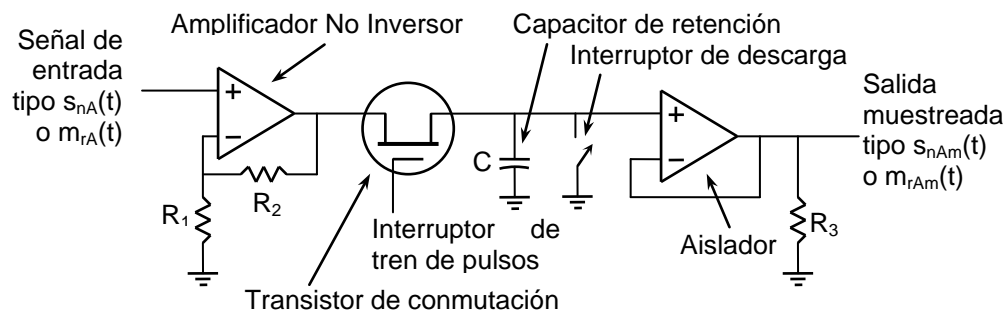 Señal de
entrada
tipo snA(t)
o mrA(t)
Amplificador No Inversor
+
−
R1
R2
Transistor de conmutación
Interruptor de
tren de pulsos
Capacitor de retención
Interruptor de descarga
C
+
−
Aislador
R3
Salida
muestreada
tipo snAm(t)
o mrAm(t)